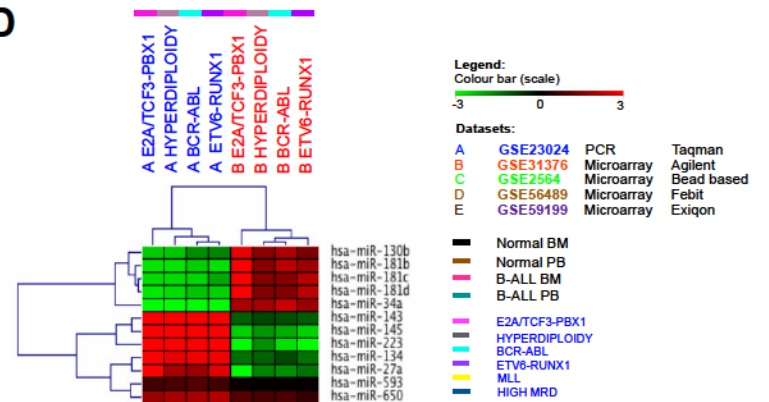 D
A E2A/TCF3-PBX1
A HYPERDIPLOIDY
A BCR-ABL
A ETV6-RUNX1
B E2A/TCF3-PBX1
B HYPERDIPLOIDY
B BCR-ABL
B ETV6-RUNX1
hsa-miR-130b
hsa-miR-181b
hsa-miR-181c
hsa-miR-181d
hsa-miR-34a
hsa-miR-143
hsa-miR-145
hsa-miR-223
hsa-miR-134
hsa-miR-27a
hsa-miR-593
hsa-miR-650
Legend:
Colour bar (scale)
-3 0 3
Datasets:
A GSE23024 PCR Taqman
B GSE31376 Microarray Agilent
C GSE2564 Microarray Bead based
D GSE56489 Microarray Febit
E GSE59199 Microarray Exiqon
Normal BM
Normal PB
B-ALL BM
B-ALL PB
E2A/TCF3-PBX1
HYPERDIPLOIDY
BCR-ABL
ETV6-RUNX1
MLL
HIGH MRD